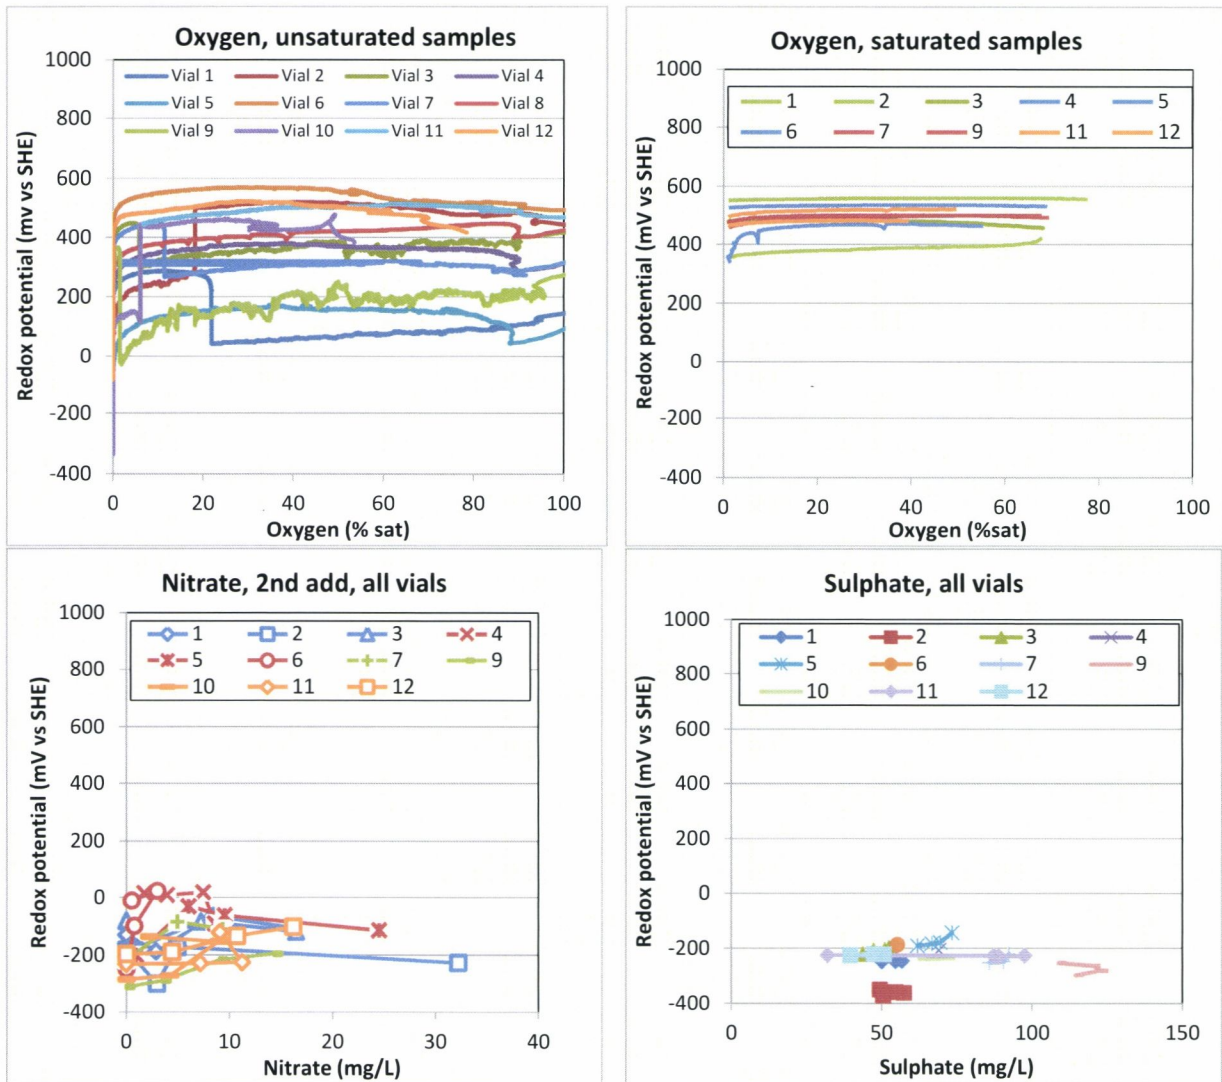 Oxygen, unsaturated samples
1000
800
600
400
200
0
-200
-400
Redox potential (mv vs SHE)
Vial 1 Vial 2 Vial 3 Vial 4
Vial 5 Vial 6 Vial 7 Vial 8
Vial 9 Vial 10 Vial 11 Vial 12
0 20 40 60 80 100
Oxygen (% sat)
Oxygen, saturated samples
1000
800
600
400
200
0
-200
-400
Redox potential (mV vs SHE)
1 2 3 4 5
6 7 9 11 12
0 20 40 60 80 100
Oxygen (%sat)
Nitrate, 2nd add, all vials
1000
800
600
400
200
0
-200
-400
Redox potential (mV vs SHE)
1 2 3 4
5 6 7 9
10 11 12
0 10 20 30 40
Nitrate (mg/L)
Sulphate, all vials
1000
800
600
400
200
0
-200
-400
Redox potential (mV vs SHE)
1 2 3 4
5 6 7 9
10 11 12
0 50 100 150
Sulphate (mg/L)